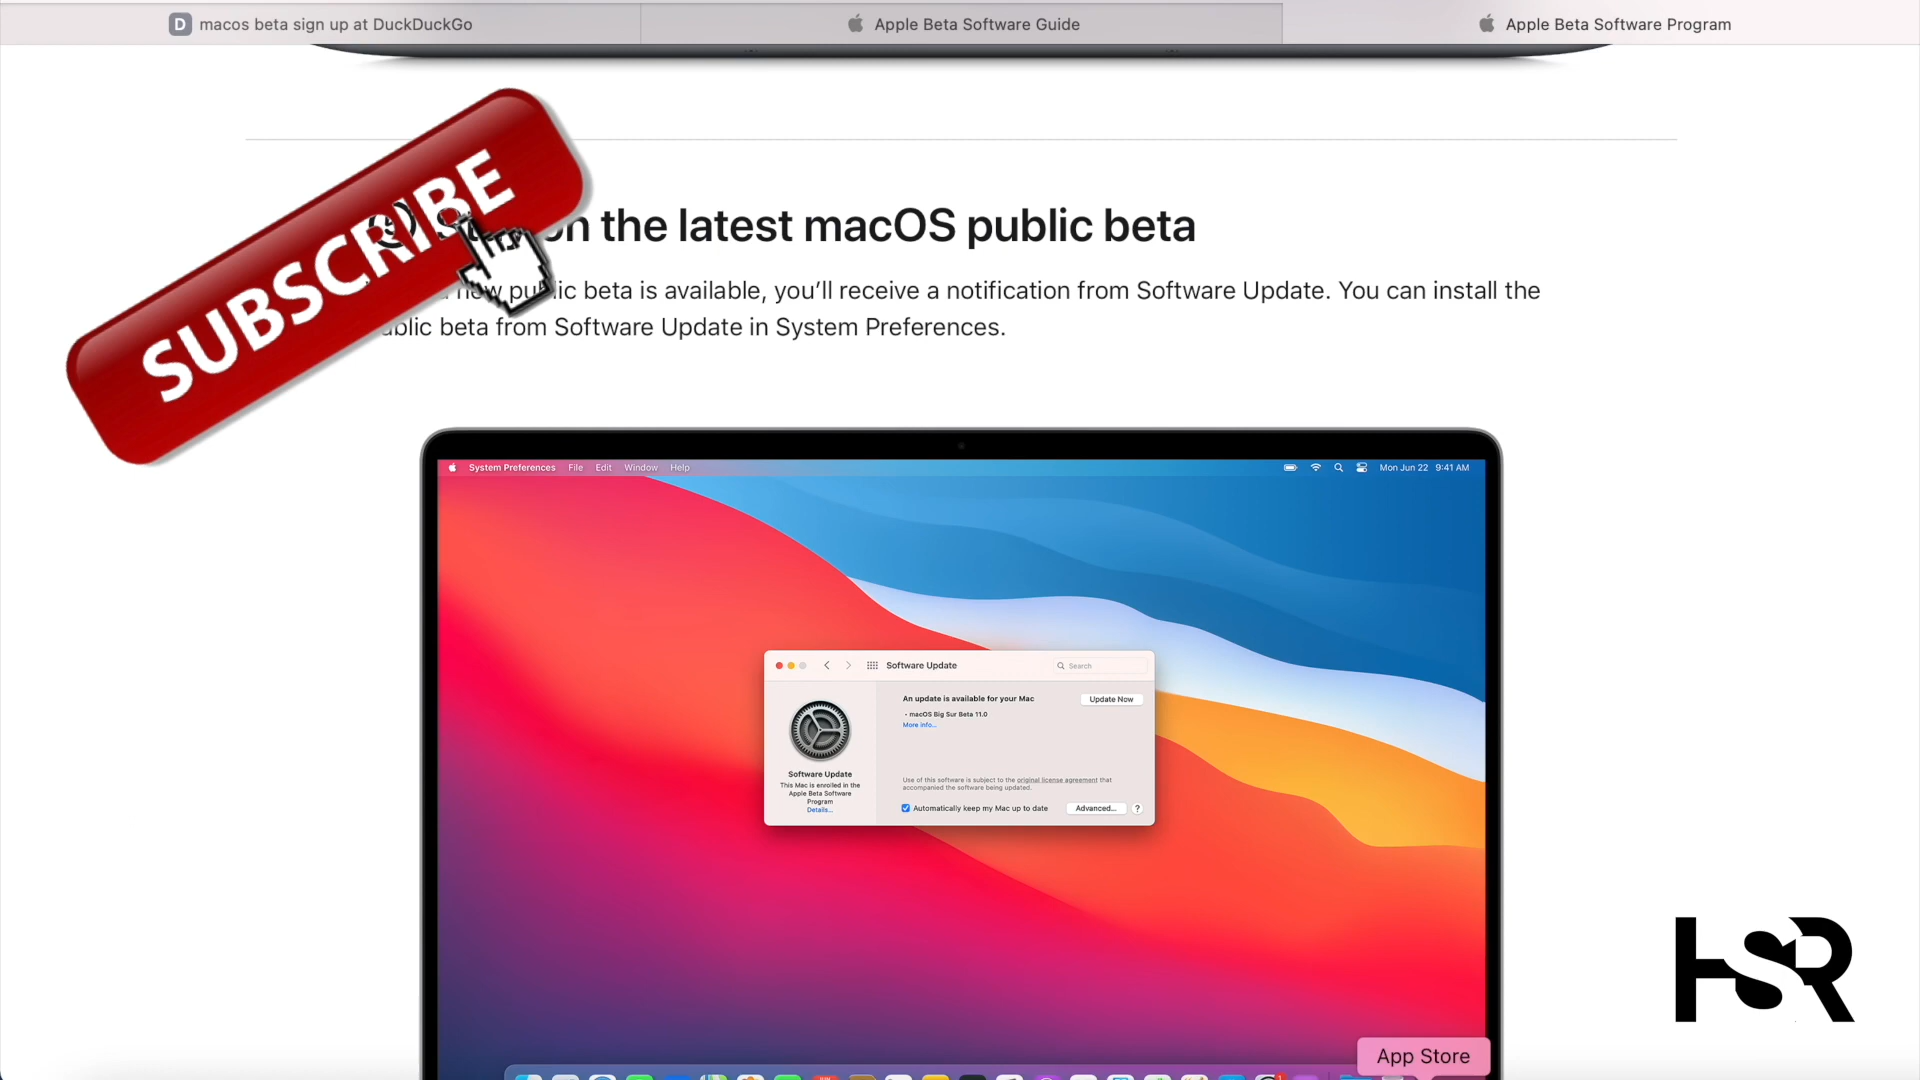 D macos beta sign up at DuckDuckGo
Apple Beta Software Guide
Apple Beta Software Program
SUBSCRIBE
the latest macOS public beta
beta is available, you’ll receive a notification from Software Update. You can install the
beta from Software Update in System Preferences.
System Preferences File Edit Window Help
Mon Jun 22 9:41 AM
Software Update
Search
An update is available for your Mac
Update Now
• macOS Big Sur Beta 11.0
More info...
Software Update
This Mac is enrolled in the
Apple Beta Software
Program
Details...
Use of this software is subject to the original license agreement that
accompanied the software being updated.
Automatically keep my Mac up to date
Advanced...
?
HSR
App Store